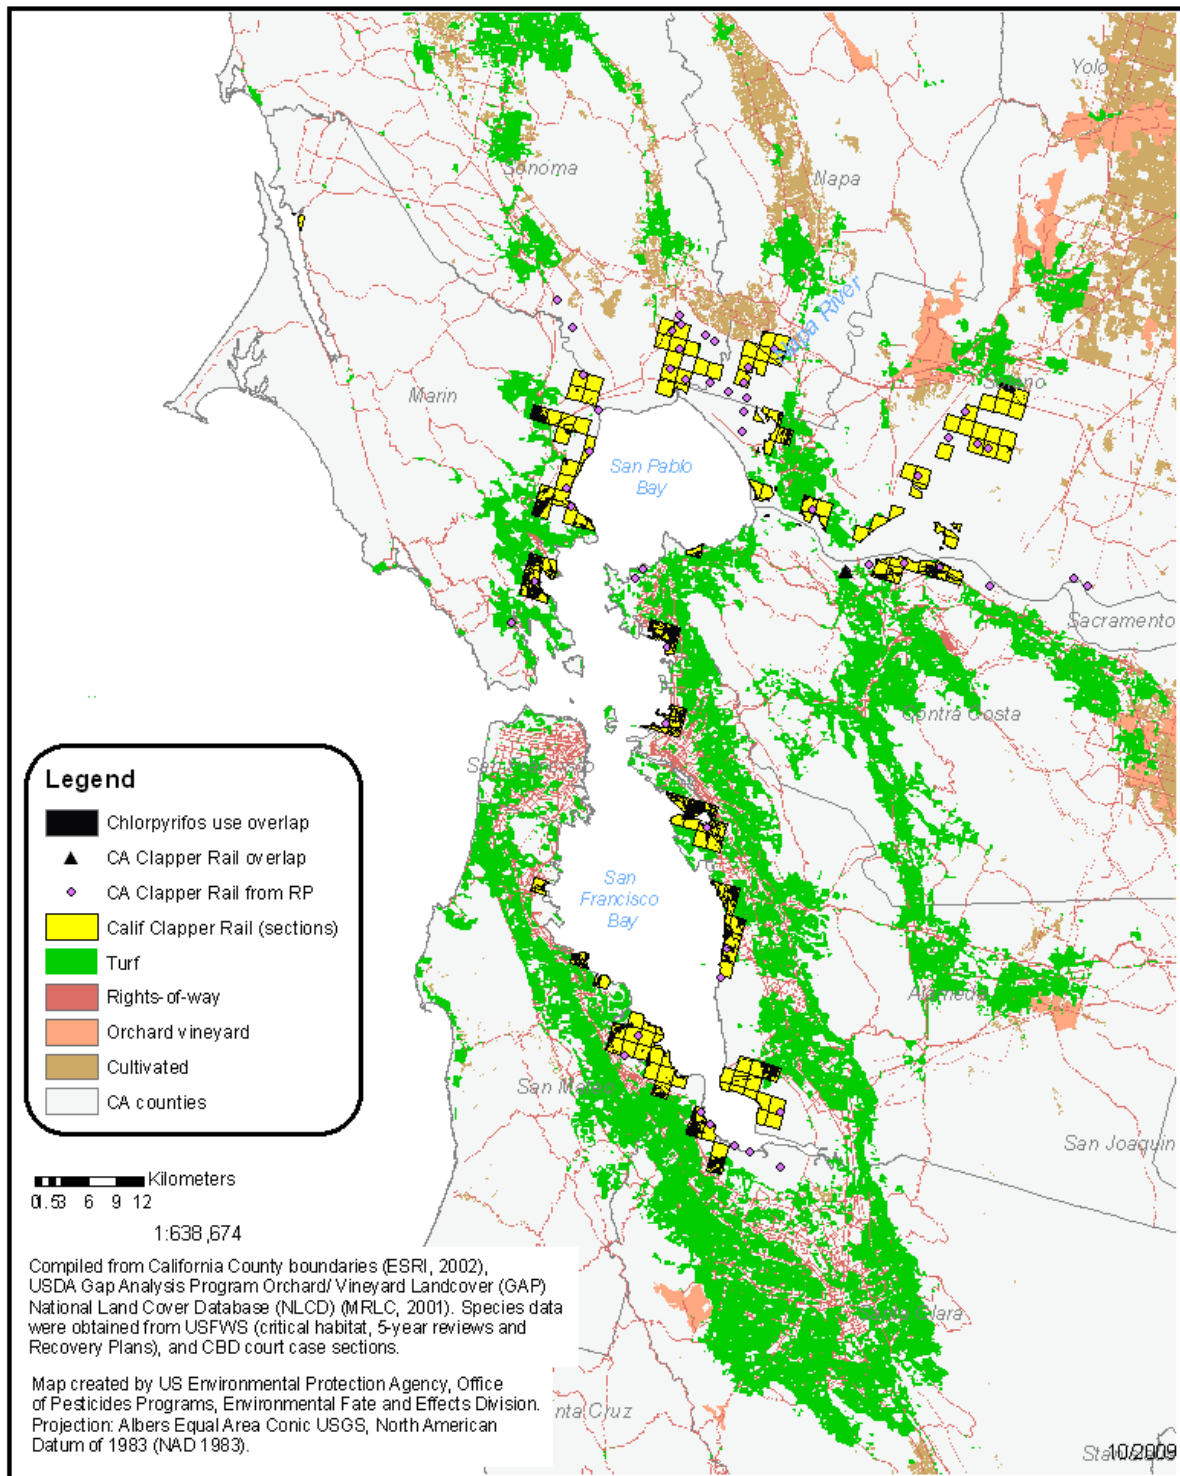 Yolo
Sonoma
Napa
Napa River
Solano
Marin
San Pablo
Bay
Sacramento
Contra Costa
San Francisco
San
Francisco
Bay
Alameda
San Mateo
San Joaquin
Santa Clara
nta Cruz
Legend
Chlorpyrifos use overlap
CA Clapper Rail overlap
CA Clapper Rail from RP
Calif Clapper Rail (sections)
Turf
Rights-of-way
Orchard vineyard
Cultivated
CA counties
Kilometers
0 1.5 3 6 9 12
1:638,674
Compiled from California County boundaries (ESRI, 2002),
USDA Gap Analysis Program Orchard/ Vineyard Landcover (GAP)
National Land Cover Database (NLCD) (MRLC, 2001). Species data
were obtained from USFWS (critical habitat, 5-year reviews and
Recovery Plans), and CBD court case sections.
Map created by US Environmental Protection Agency, Office
of Pesticides Programs, Environmental Fate and Effects Division.
Projection: Albers Equal Area Conic USGS, North American
Datum of 1983 (NAD 1983).
10/2009